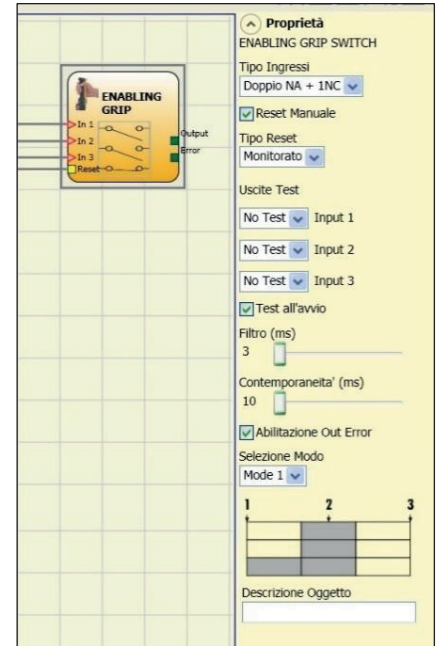 ENABLING
GRIP
In 1
In 2
In 3
Reset
Output
Error
Proprietà
ENABLING GRIP SWITCH
Tipo Ingressi
Doppio NA + 1NC
Reset Manuale
Tipo Reset
Monitorato
Uscite Test
No Test Input 1
No Test Input 2
No Test Input 3
Test all'avvio
Filtro (ms)
3
Contemporaneita' (ms)
10
Abilitazione Out Error
Selezione Modo
Mode 1
1 2 3
Descrizione Oggetto